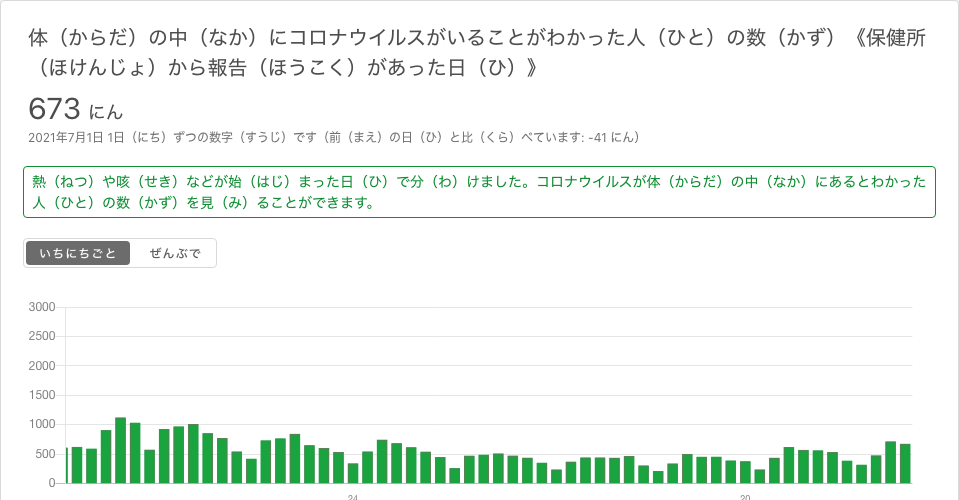 体（からだ）の中（なか）にコロナウイルスがいることがわかった人（ひと）の数（かず）《保健所
（ほけんじょ）から報告（ほうこく）があった日（ひ）》
673 にん
2021年7月1日 1日（にち）ずつの数字（すうじ）です（前（まえ）の日（ひ）と比（くら）べています: -41 にん）
熱（ねつ）や咳（せき）などが始（はじ）まった日（ひ）で分（わ）けました。コロナウイルスが体（からだ）の中（なか）にあるとわかった
人（ひと）の数（かず）を見（み）ることができます。
いちにちごと ぜんぶで
3000
2500
2000
1500
1000
500
0
24 20